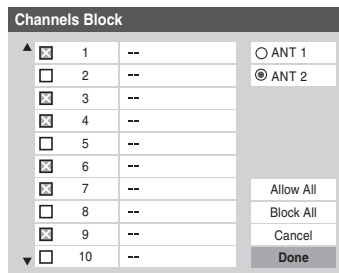 Channels Block
1 -- ANT 1
2 -- ANT 2
3 --
4 --
5 --
6 --
7 -- Allow All
8 -- Block All
9 -- Cancel
10 -- Done